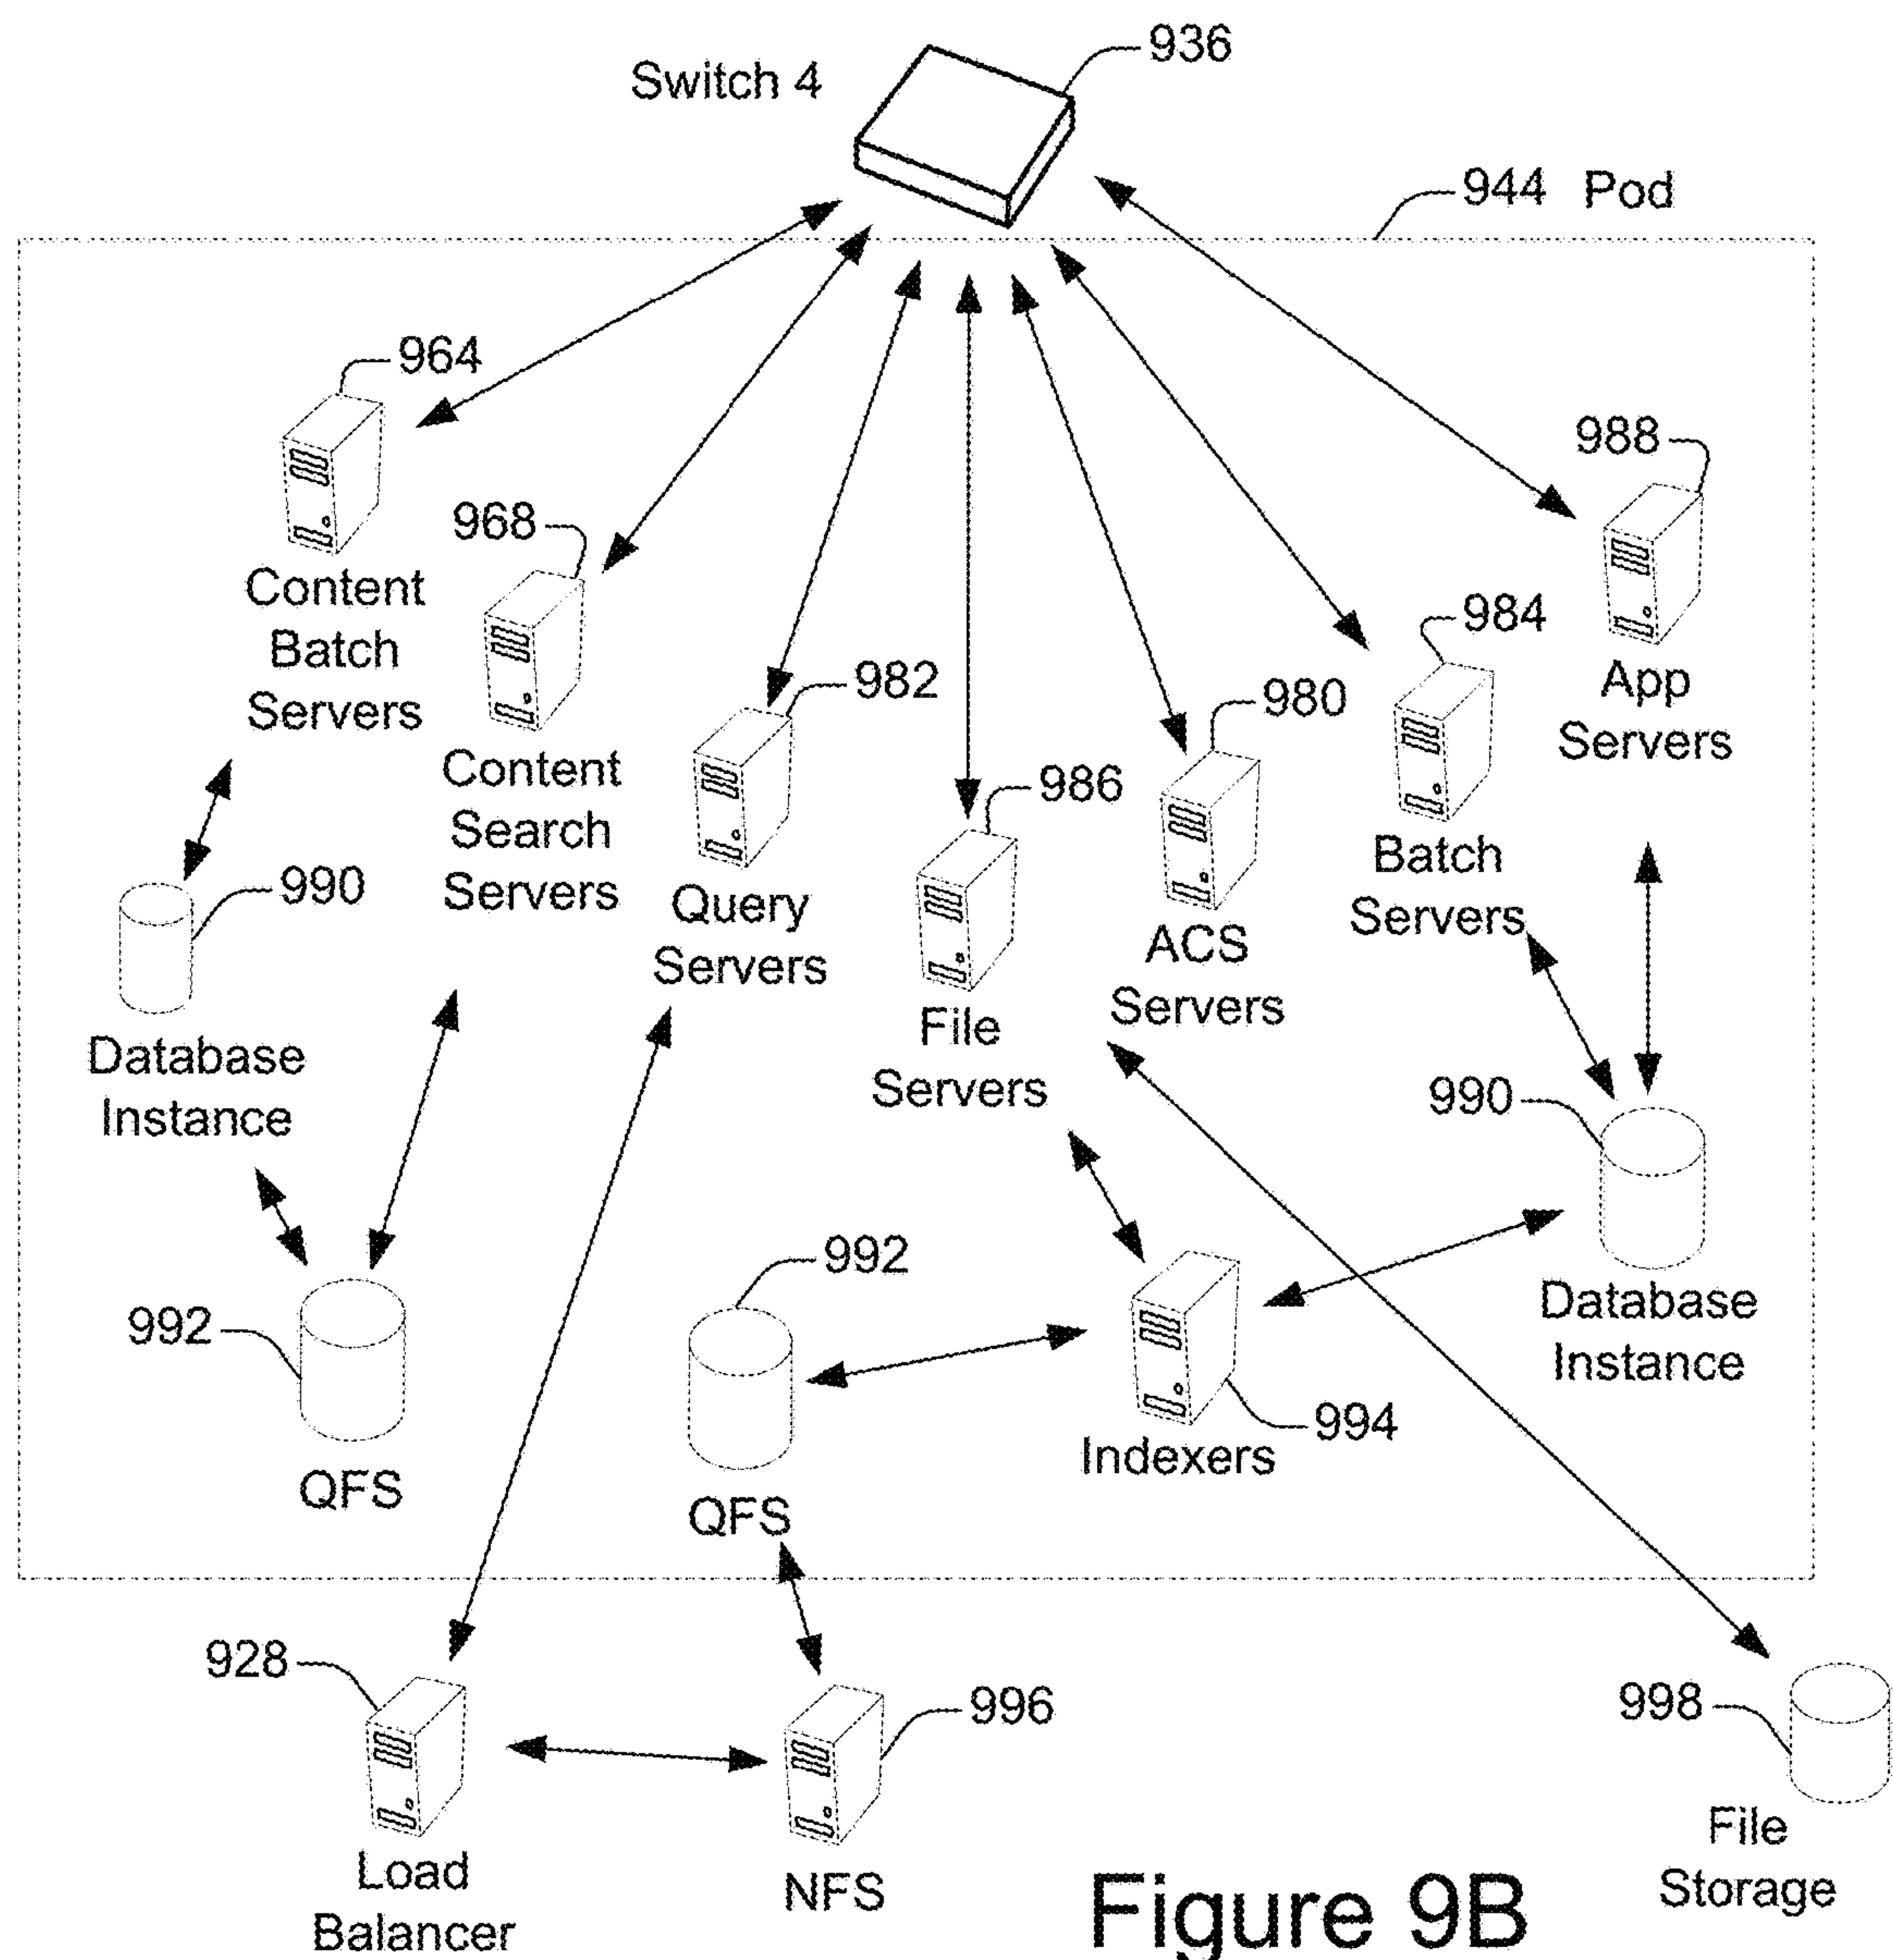 Switch 4
936
944 Pod
964
Content
Batch
Servers
968
Content
Search
Servers
982
Query
Servers
986
File
Servers
980
ACS
Servers
984
Batch
Servers
988
App
Servers
990
Database
Instance
990
Database
Instance
992
QFS
992
QFS
994
Indexers
928
Load
Balancer
996
NFS
998
File
Storage
Figure 9B